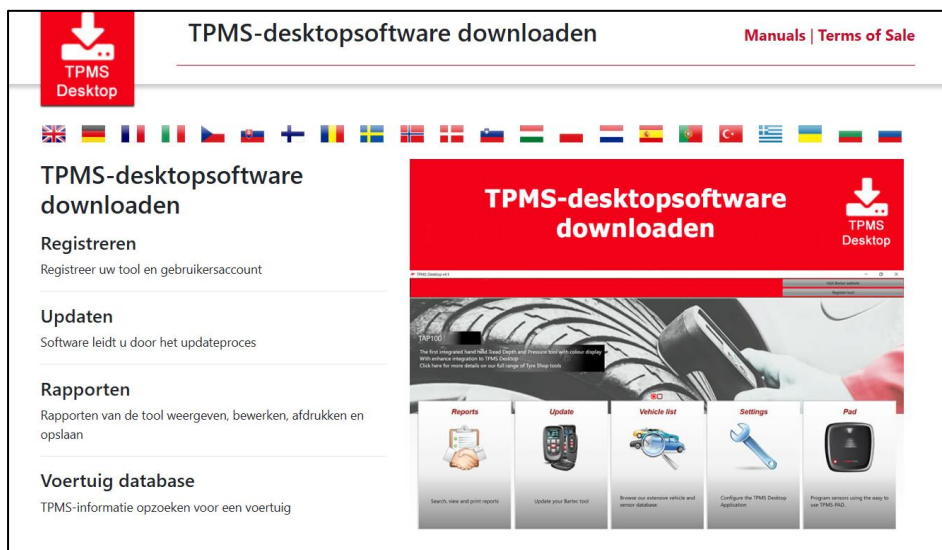 TPMS
Desktop
TPMS-desktopsoftware downloaden
Manuals | Terms of Sale
TPMS-desktopsoftware
downloaden
Registreren
Registreer uw tool en gebruikersaccount
Updaten
Software leidt u door het updateproces
Rapporten
Rapporten van de tool weergeven, bewerken, afdrukken en
opslaan
Voertuig database
TPMS-informatie opzoeken voor een voertuig
TPMS-desktopsoftware
downloaden
TPMS
Desktop
Visit Bartec website
Register tool
TAP100
The first integrated hand held Tread Depth and Pressure tool with colour display
With enhance integration to TPMS Desktop
Click here for more details on our full range of Tyre Shop tools
Reports
Search, view and print reports
Update
Update your Bartec tool
Vehicle list
Browse our extensive vehicle and
sensor database.
Settings
Configure the TPMS Desktop
Application
Pad
Program sensors using the easy to
use TPMS-PAD.